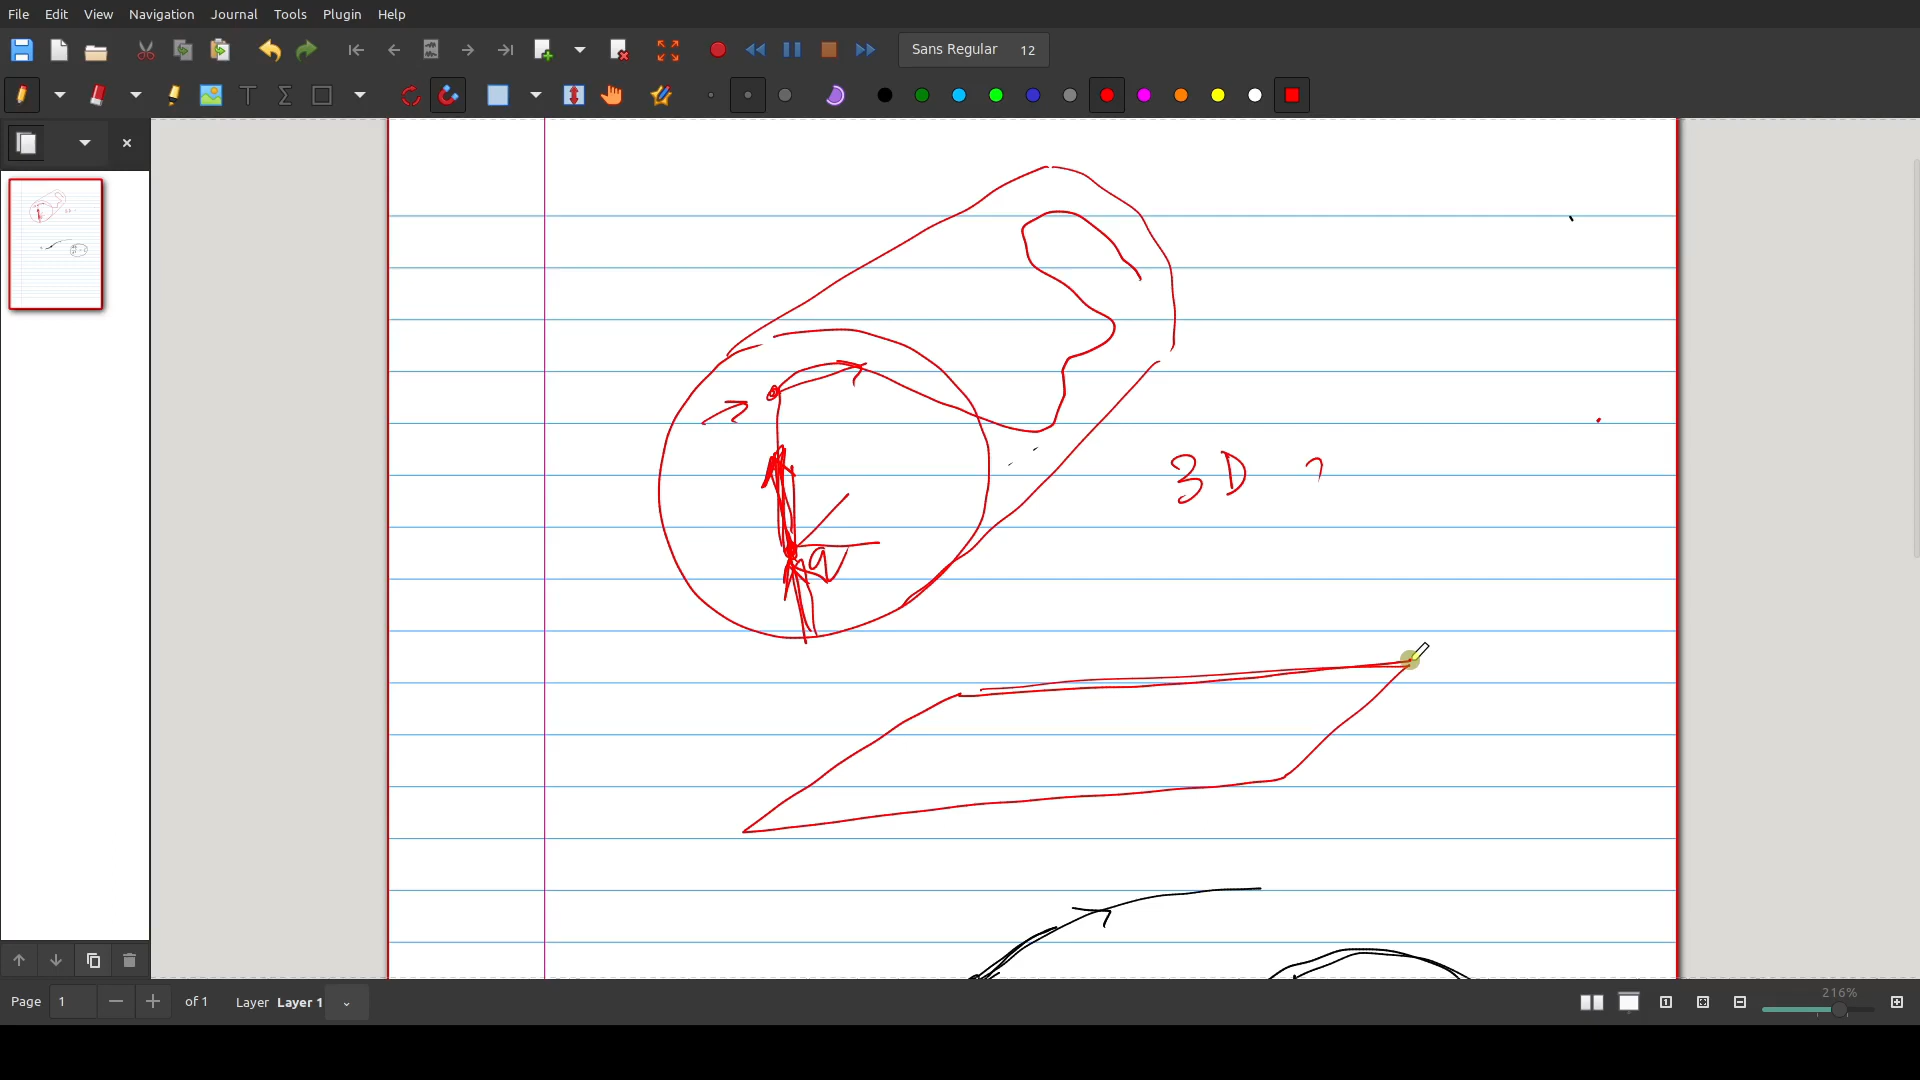 File Edit View Navigation Journal Tools Plugin Help
Sans Regular 12
3D ?
a
Page 1 of 1 Layer Layer 1 216%